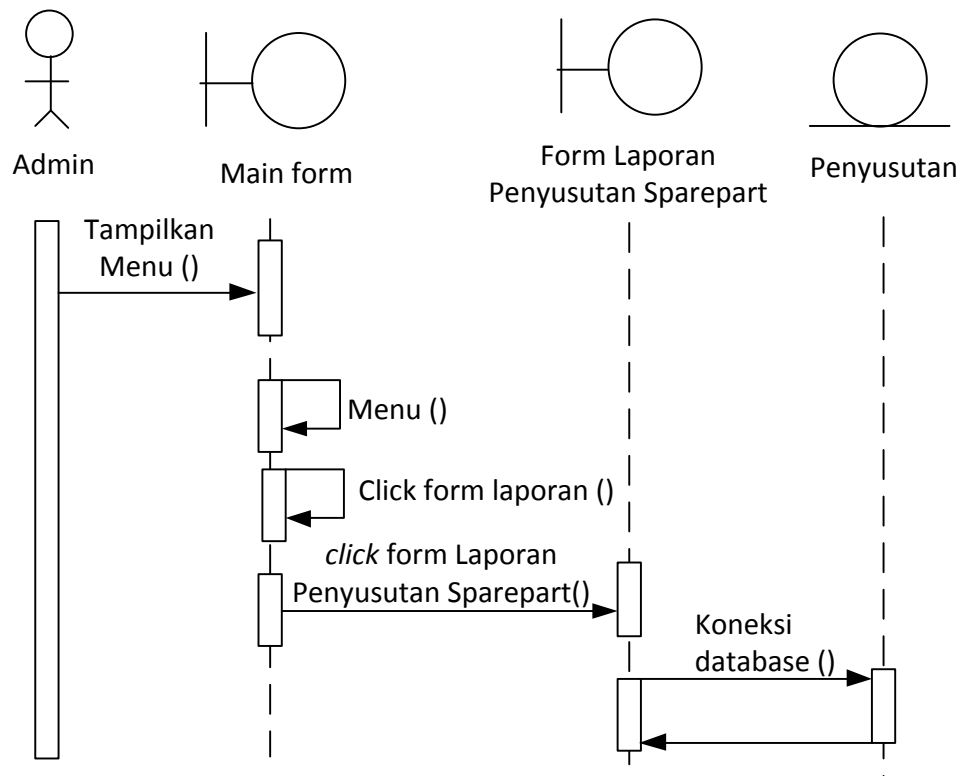 Admin
Main form
Form Laporan
Penyusutan Sparepart
Penyusutan
Tampilkan
Menu ()
Menu ()
Click form laporan ()
click form Laporan
Penyusutan Sparepart()
Koneksi
database ()